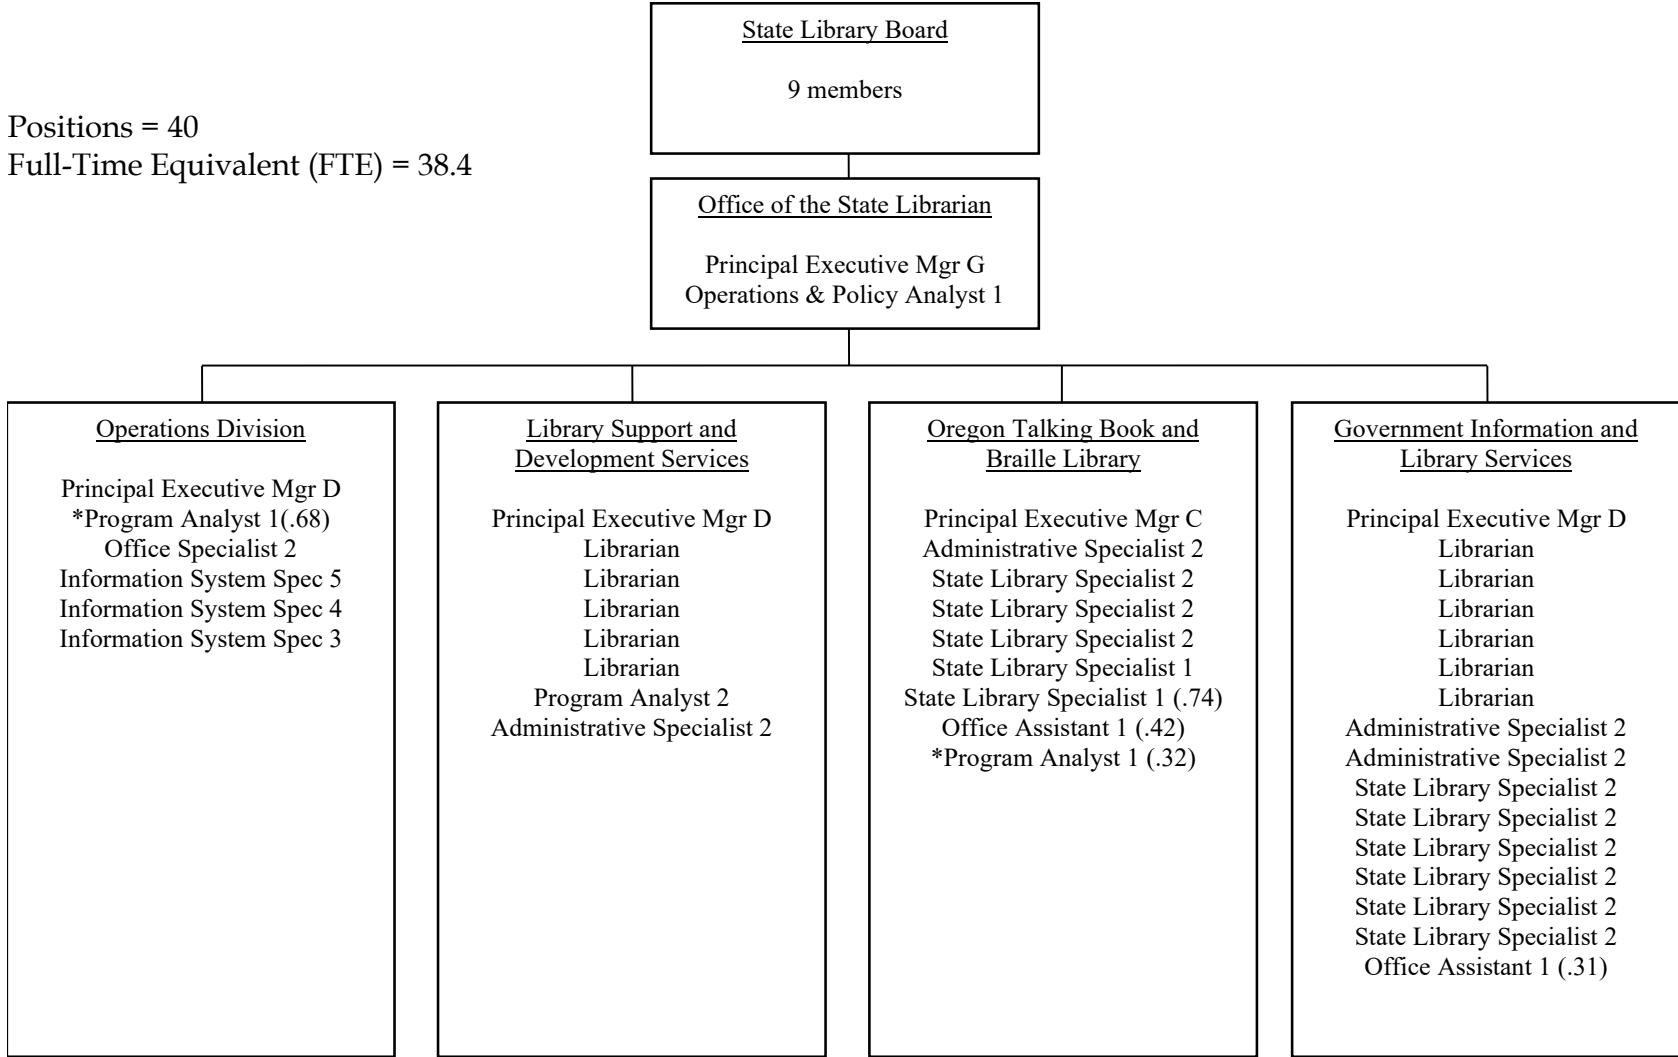 State Library Board
9 members
Positions = 40
Full-Time Equivalent (FTE) = 38.4
Office of the State Librarian
Principal Executive Mgr G
Operations & Policy Analyst 1
Operations Division
Principal Executive Mgr D
*Program Analyst 1(.68)
Office Specialist 2
Information System Spec 5
Information System Spec 4
Information System Spec 3
Library Support and
Development Services
Principal Executive Mgr D
Librarian
Librarian
Librarian
Librarian
Librarian
Program Analyst 2
Administrative Specialist 2
Oregon Talking Book and
Braille Library
Principal Executive Mgr C
Administrative Specialist 2
State Library Specialist 2
State Library Specialist 2
State Library Specialist 2
State Library Specialist 1
State Library Specialist 1 (.74)
Office Assistant 1 (.42)
*Program Analyst 1 (.32)
Government Information and
Library Services
Principal Executive Mgr D
Librarian
Librarian
Librarian
Librarian
Librarian
Librarian
Administrative Specialist 2
Administrative Specialist 2
State Library Specialist 2
State Library Specialist 2
State Library Specialist 2
State Library Specialist 2
State Library Specialist 2
State Library Specialist 2
Office Assistant 1 (.31)